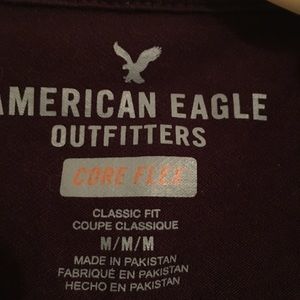 AMERICAN EAGLE
OUTFITTERS
CORE FLEX
CLASSIC FIT
COUPE CLASSIQUE
M/M/M
MADE IN PAKISTAN
FABRIQUÉ EN PAKISTAN
HECHO EN PAKISTAN